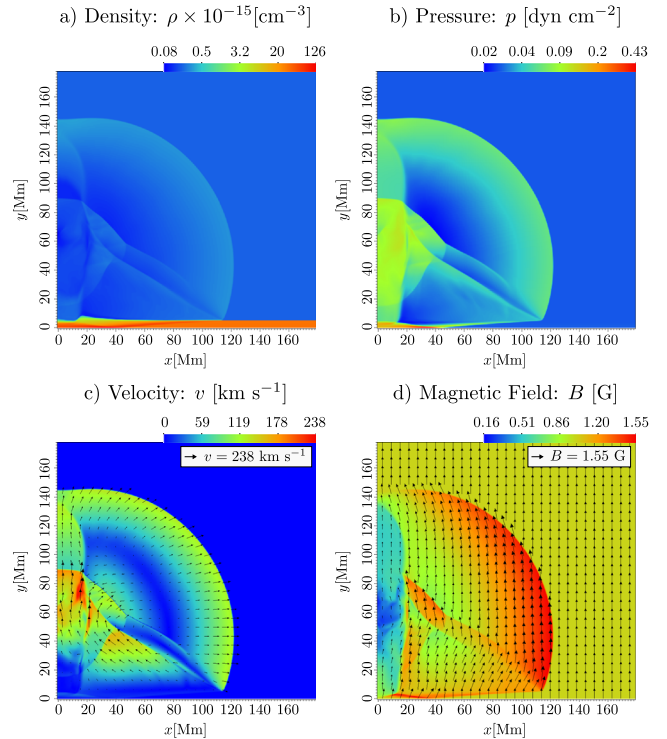 a) Density: ρ × 10⁻¹⁵[cm⁻³]
0.08 0.5 3.2 20 126
y[Mm]
160
140
120
100
80
60
40
20
0
0 20 40 60 80 100 120 140 160
x[Mm]
b) Pressure: p [dyn cm⁻²]
0.02 0.04 0.09 0.2 0.43
y[Mm]
160
140
120
100
80
60
40
20
0
0 20 40 60 80 100 120 140 160
x[Mm]
c) Velocity: v [km s⁻¹]
0 59 119 178 238
v = 238 km s⁻¹
y[Mm]
160
140
120
100
80
60
40
20
0
0 20 40 60 80 100 120 140 160
x[Mm]
d) Magnetic Field: B [G]
0.16 0.51 0.86 1.20 1.55
B = 1.55 G
y[Mm]
160
140
120
100
80
60
40
20
0
0 20 40 60 80 100 120 140 160
x[Mm]